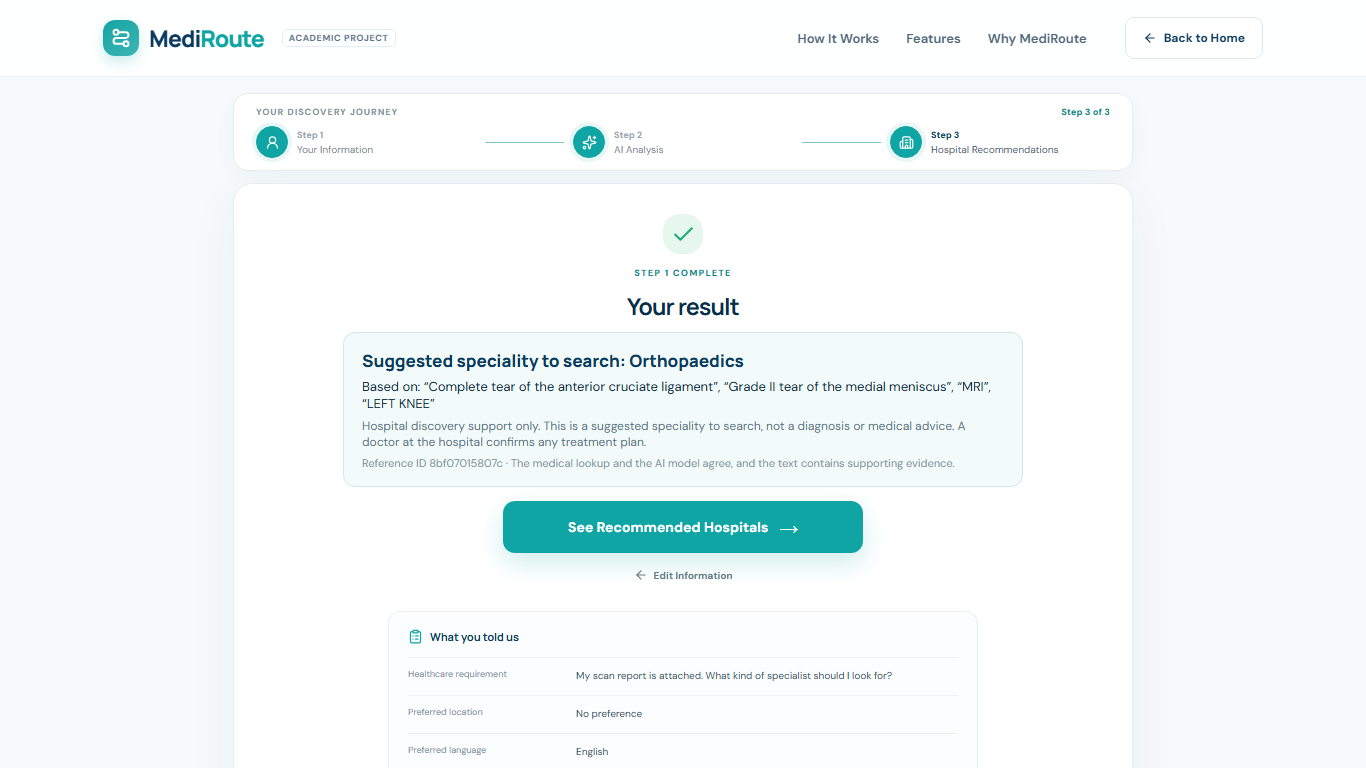 MediRoute
ACADEMIC PROJECT
How It Works
Features
Why MediRoute
← Back to Home
YOUR DISCOVERY JOURNEY
Step 3 of 3
Step 1
Your Information
Step 2
AI Analysis
Step 3
Hospital Recommendations
STEP 1 COMPLETE
Your result
Suggested speciality to search: Orthopaedics
Based on: “Complete tear of the anterior cruciate ligament”, “Grade II tear of the medial meniscus”, “MRI”,
“LEFT KNEE”
Hospital discovery support only. This is a suggested speciality to search, not a diagnosis or medical advice. A
doctor at the hospital confirms any treatment plan.
Reference ID 8bf07015807c · The medical lookup and the AI model agree, and the text contains supporting evidence.
See Recommended Hospitals →
← Edit Information
What you told us
Healthcare requirement
My scan report is attached. What kind of specialist should I look for?
Preferred location
No preference
Preferred language
English